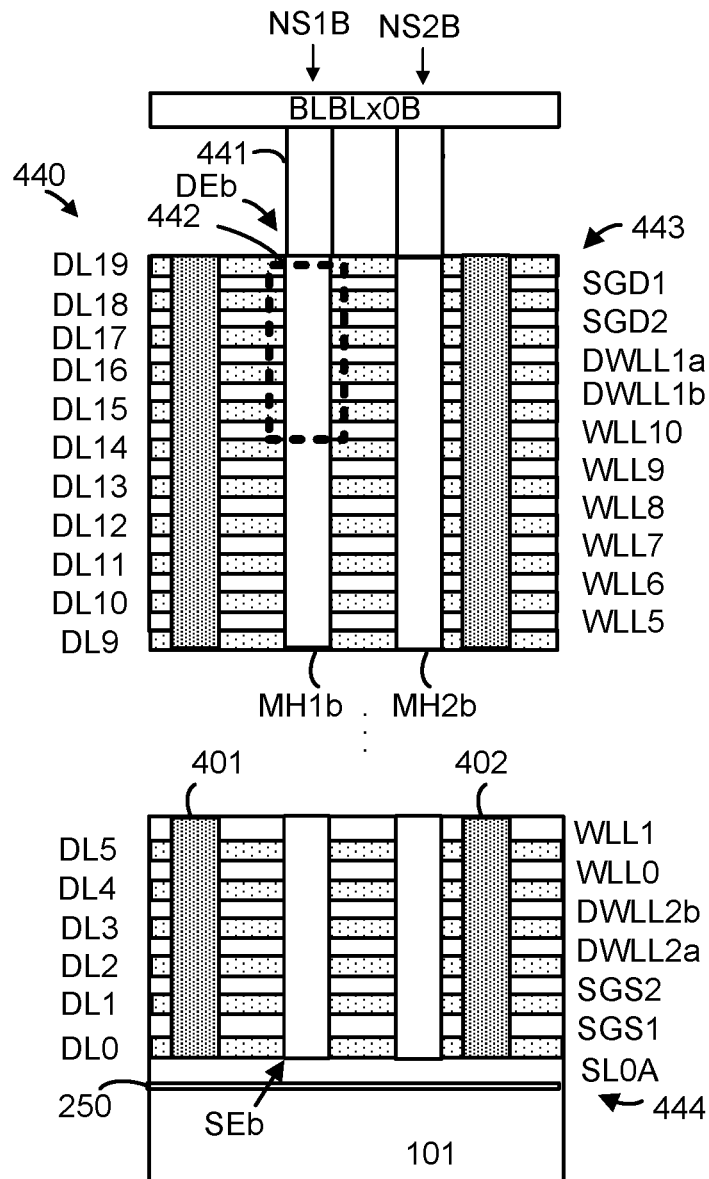 NS1B NS2B
BLBLx0B
441
440
DEb
442
443
DL19
SGD1
DL18
SGD2
DL17
DWLL1a
DL16
DWLL1b
DL15
WLL10
DL14
WLL9
DL13
WLL8
DL12
WLL7
DL11
WLL6
DL10
WLL5
DL9
MH1b MH2b
401 402
WLL1
DL5
WLL0
DL4
DWLL2b
DL3
DWLL2a
DL2
SGS2
DL1
SGS1
DL0
SL0A
250
SEb
444
101